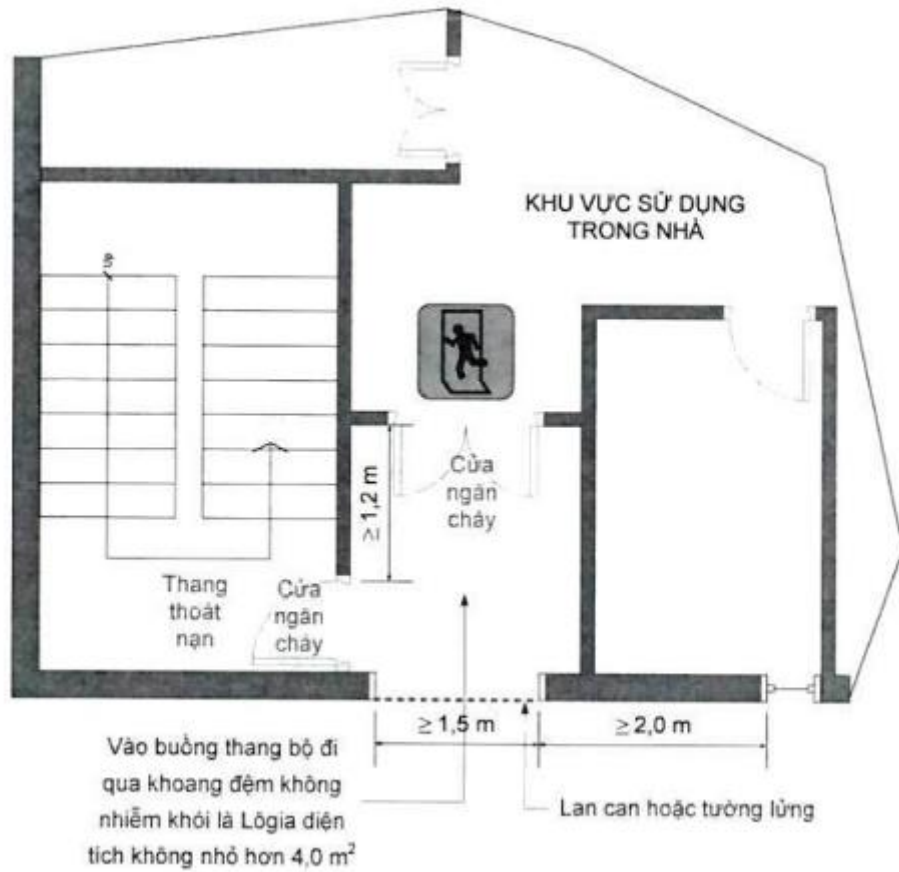 KHU VỰC SỬ DỤNG
TRONG NHÀ
Up
≥ 1,2 m
Cửa
ngăn
cháy
Thang
thoát
nạn
Cửa
ngăn
cháy
≥ 1,5 m
≥ 2,0 m
Vào buồng thang bộ đi
qua khoang đệm không
nhiễm khói là Lôgia diện
tích không nhỏ hơn 4,0 m²
Lan can hoặc tường lửng